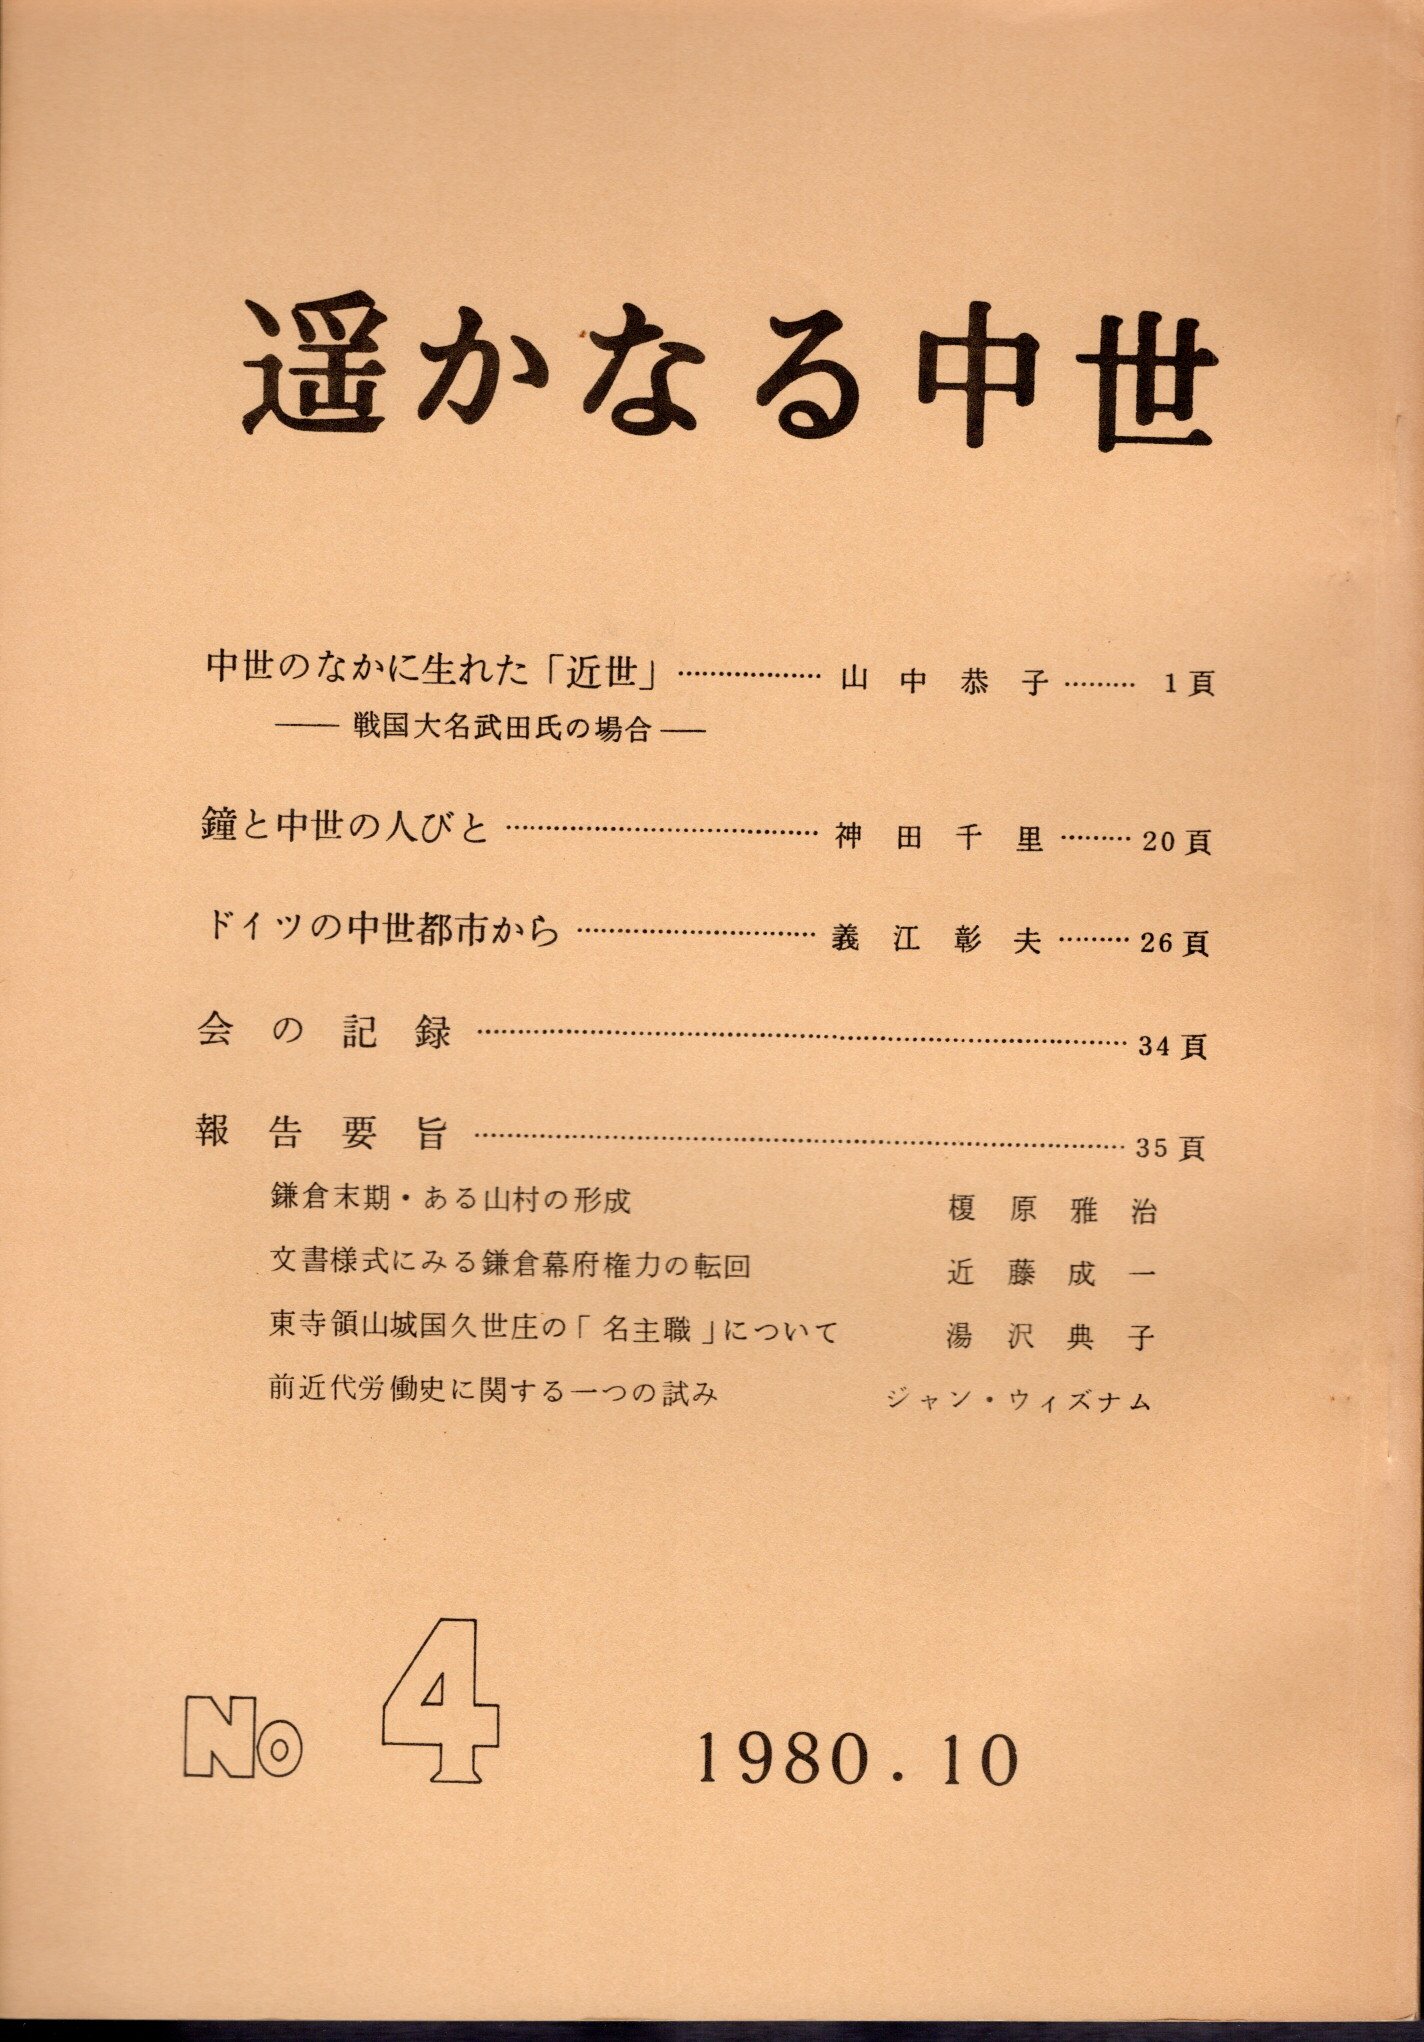 遥かなる中世
中世のなかに生れた「近世」………………山中恭子………1頁
――戦国大名武田氏の場合――
鐘と中世の人びと…………………………………神田千里………20頁
ドイツの中世都市から…………………………義江彰夫………26頁
会の記録……………………………………………………………………34頁
報告要旨……………………………………………………………………35頁
鎌倉末期・ある山村の形成 榎原雅治
文書様式にみる鎌倉幕府権力の転回 近藤成一
東寺領山城国久世庄の「名主職」について 湯沢典子
前近代労働史に関する一つの試み ジャン・ウィズナム
No 4 1980.10